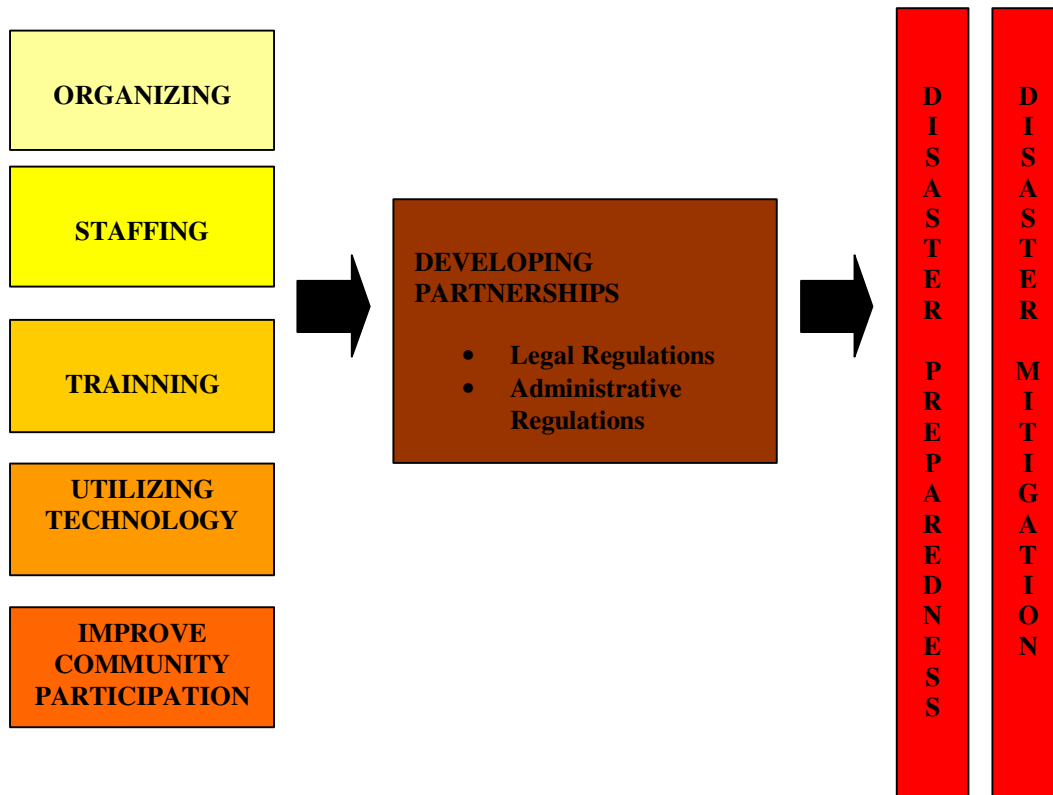 ORGANIZING
STAFFING
TRAINNING
UTILIZING
TECHNOLOGY
IMPROVE
COMMUNITY
PARTICIPATION
DEVELOPING
PARTNERSHIPS
• Legal Regulations
• Administrative
Regulations
DISASTER PREPAREDNESS
DISASTER MITIGATION